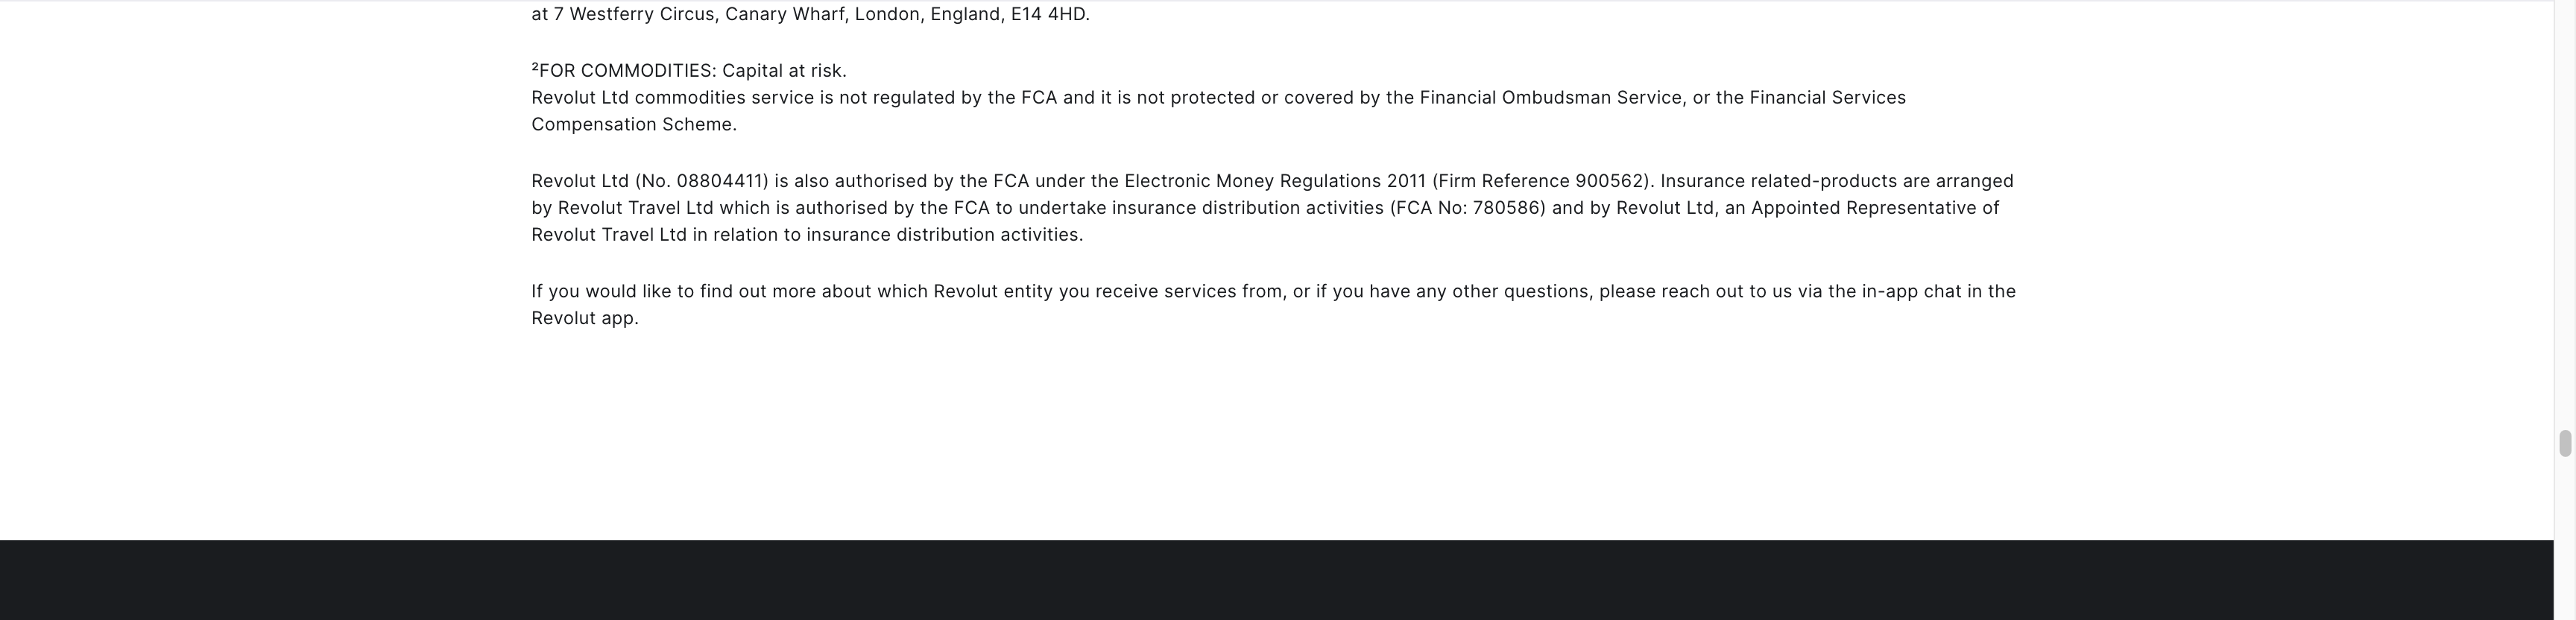 at 7 Westferry Circus, Canary Wharf, London, England, E14 4HD.
²FOR COMMODITIES: Capital at risk.
Revolut Ltd commodities service is not regulated by the FCA and it is not protected or covered by the Financial Ombudsman Service, or the Financial Services
Compensation Scheme.
Revolut Ltd (No. 08804411) is also authorised by the FCA under the Electronic Money Regulations 2011 (Firm Reference 900562). Insurance related-products are arranged
by Revolut Travel Ltd which is authorised by the FCA to undertake insurance distribution activities (FCA No: 780586) and by Revolut Ltd, an Appointed Representative of
Revolut Travel Ltd in relation to insurance distribution activities.
If you would like to find out more about which Revolut entity you receive services from, or if you have any other questions, please reach out to us via the in-app chat in the
Revolut app.